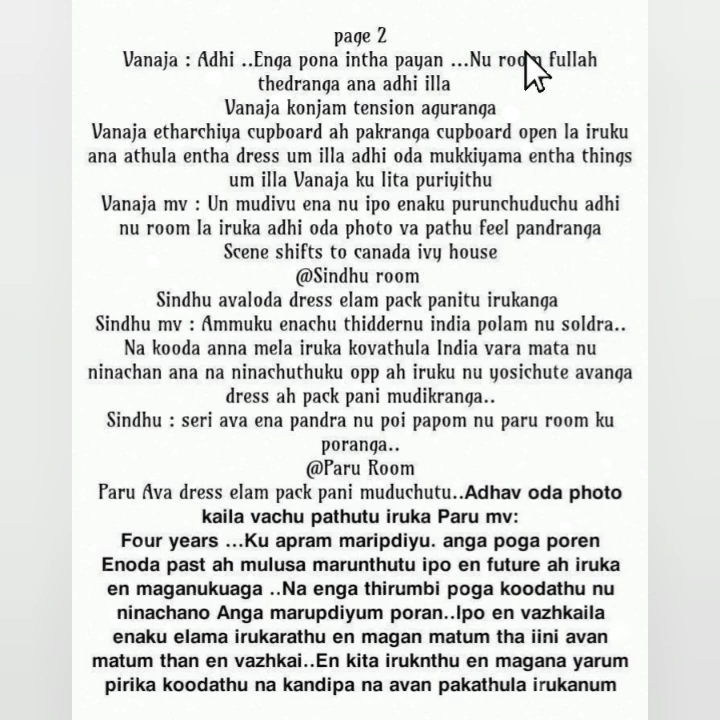 page 2
Vanaja : Adhi ..Enga pona intha payan ...Nu room fullah
thedranga ana adhi illa
Vanaja konjam tension aguranga
Vanaja etharchiya cupboard ah pakranga cupboard open la iruku
ana athula entha dress um illa adhi oda mukkiyama entha things
um illa Vanaja ku lita puriyithu
Vanaja mv : Un mudivu ena nu ipo enaku purunchuduchu adhi
nu room la iruka adhi oda photo va pathu feel pandranga
Scene shifts to canada ivy house
@Sindhu room
Sindhu avaloda dress elam pack panitu irukanga
Sindhu mv : Ammuku enachu thiddernu india polam nu soldra..
Na kooda anna mela iruka kovathula India vara mata nu
ninachan ana na ninachuthuku opp ah iruku nu yosichute avanga
dress ah pack pani mudikranga..
Sindhu : seri ava ena pandra nu poi papom nu paru room ku
poranga..
@Paru Room
Paru Ava dress elam pack pani muduchutu..Adhav oda photo
kaila vachu pathutu iruka Paru mv:
Four years ...Ku apram maripdiyu. anga poga poren
Enoda past ah mulusa marunthutu ipo en future ah iruka
en maganukuaga ..Na enga thirumbi poga koodathu nu
ninachano Anga marupdiyum poran..Ipo en vazhkaila
enaku elama irukarathu en magan matum tha iini avan
matum than en vazhkai..En kita iruknthu en magana yarum
pirika koodathu na kandipa na avan pakathula irukanum